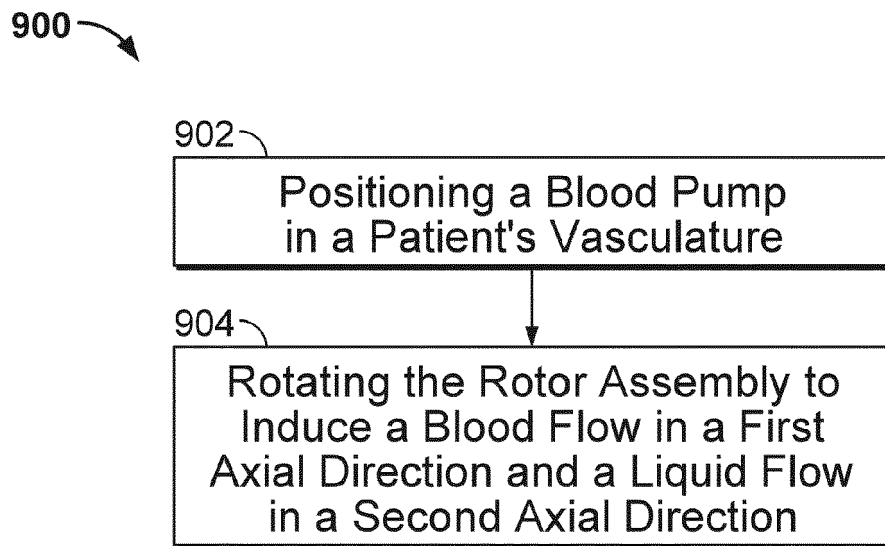 900
902
Positioning a Blood Pump
in a Patient's Vasculature
904
Rotating the Rotor Assembly to
Induce a Blood Flow in a First
Axial Direction and a Liquid Flow
in a Second Axial Direction